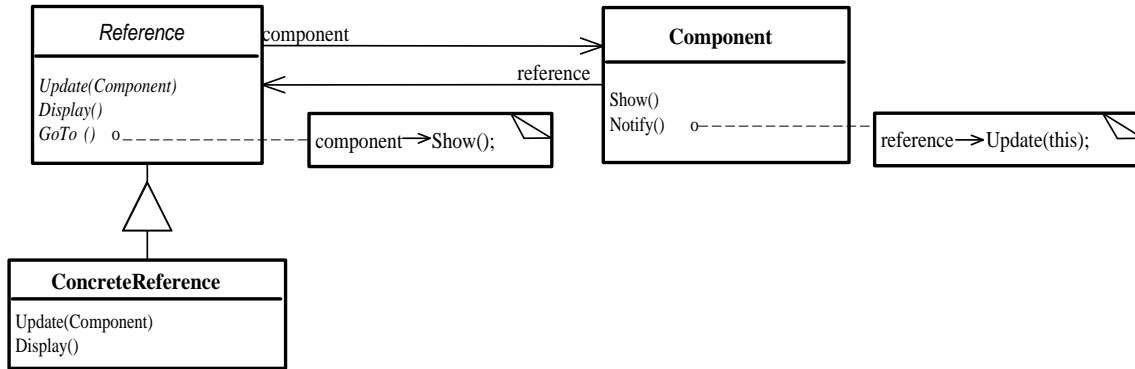 Reference
Update(Component)
Display()
GoTo () o
component
reference
Component
Show()
Notify() o
component→Show();
reference→Update(this);
ConcreteReference
Update(Component)
Display()